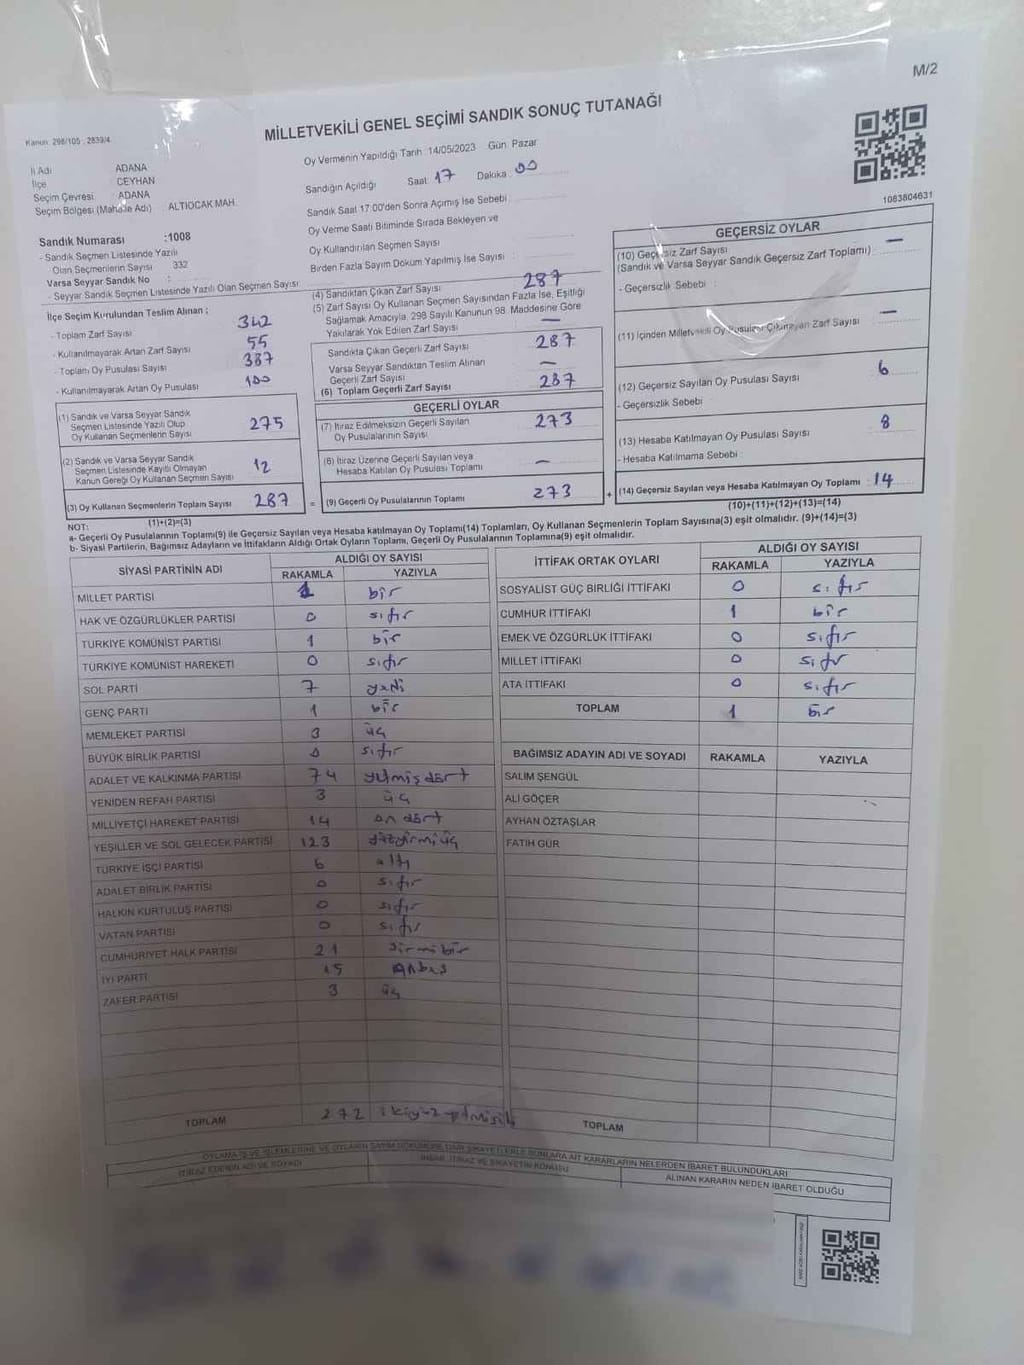 M/2
Kanun: 298/105 , 2839/4
MİLLETVEKİLİ GENEL SEÇİMİ SANDIK SONUÇ TUTANAĞI
İl Adı : ADANA
İlçe : CEYHAN
Seçim Çevresi : ADANA
Seçim Bölgesi (Mahalle Adı) : ALTIOCAK MAH.
Oy Vermenin Yapıldığı Tarih :14/05/2023 Gün: Pazar
Sandığın Açıldığı Saat: 17 Dakika: 00
Sandık Saat 17:00'den Sonra Açımış İse Sebebi
Oy Verme Saati Bitiminde Sırada Bekleyen ve
Oy Kullandırılan Seçmen Sayısı
Birden Fazla Sayım Döküm Yapılmış İse Sayısı
1083804631
Sandık Numarası :1008
- Sandık Seçmen Listesinde Yazılı
Olan Seçmenlerin Sayısı : 332
Varsa Seyyar Sandık No :
- Seyyar Sandık Seçmen Listesinde Yazılı Olan Seçmen Sayısı
İlçe Seçim Kurulundan Teslim Alınan ;
- Toplam Zarf Sayısı 342
- Kullanılmayarak Artan Zarf Sayısı 55
- Toplam Oy Pusulası Sayısı 387
- Kullanılmayarak Artan Oy Pusulası 100
(1) Sandık ve Varsa Seyyar Sandık
Seçmen Listesinde Yazılı Olup
Oy Kullanan Seçmenlerin Sayısı 275
(2) Sandık ve Varsa Seyyar Sandık
Seçmen Listesinde Kayıtlı Olmayan
Kanun Gereği Oy Kullanan Seçmen Sayısı 12
(3) Oy Kullanan Seçmenlerin Toplam Sayısı 287
(1)+(2)=(3)
(4) Sandıktan Çıkan Zarf Sayısı 287
(5) Zarf Sayısı Oy Kullanan Seçmen Sayısından Fazla İse, Eşitliği
Sağlamak Amacıyla, 298 Sayılı Kanunun 98. Maddesine Göre
Yakılarak Yok Edilen Zarf Sayısı —
Sandıkta Çıkan Geçerli Zarf Sayısı 287
Varsa Seyyar Sandıktan Teslim Alınan
Geçerli Zarf Sayısı —
(6) Toplam Geçerli Zarf Sayısı 287
GEÇERLİ OYLAR
(7) İtiraz Edilmeksizin Geçerli Sayılan
Oy Pusulalarının Sayısı 273
(8) İtiraz Üzerine Geçerli Sayılan veya
Hesaba Katılan Oy Pusulası Toplamı —
= (9) Geçerli Oy Pusulalarının Toplamı 273 +
GEÇERSİZ OYLAR
(10) Geçersiz Zarf Sayısı
(Sandık ve Varsa Seyyar Sandık Geçersiz Zarf Toplamı) : —
- Geçersizlik Sebebi :
(11) İçinden Milletvekili Oy Pusulası Çıkmayan Zarf Sayısı —
(12) Geçersiz Sayılan Oy Pusulası Sayısı 6
- Geçersizlik Sebebi
(13) Hesaba Katılmayan Oy Pusulası Sayısı 8
- Hesaba Katılmama Sebebi :
(14) Geçersiz Sayılan veya Hesaba Katılmayan Oy Pusulası Toplamı : 14
(10)+(11)+(12)+(13)=(14)
NOT:
a- Geçerli Oy Pusulalarının Toplamı(9) ile Geçersiz Sayılan veya Hesaba katılmayan Oy Toplamı(14) Toplamları, Oy Kullanan Seçmenlerin Toplam Sayısına(3) eşit olmalıdır. (9)+(14)=(3)
b- Siyasi Partilerin, Bağımsız Adayların ve İttifakların Aldığı Ortak Oyların Toplamı, Geçerli Oy Pusulalarının Toplamına(9) eşit olmalıdır.
SİYASİ PARTİNİN ADI ALDIĞI OY SAYISI
RAKAMLA YAZIYLA
MİLLET PARTİSİ 1 bir
HAK VE ÖZGÜRLÜKLER PARTİSİ 0 sıfır
TÜRKİYE KOMÜNİST PARTİSİ 1 bir
TÜRKİYE KOMÜNİST HAREKETİ 0 sıfır
SOL PARTİ 7 yedi
GENÇ PARTİ 1 bir
MEMLEKET PARTİSİ 3 üç
BÜYÜK BİRLİK PARTİSİ 0 sıfır
ADALET VE KALKINMA PARTİSİ 74 yetmişdört
YENİDEN REFAH PARTİSİ 3 üç
MİLLİYETÇİ HAREKET PARTİSİ 14 on dört
YEŞİLLER VE SOL GELECEK PARTİSİ 123 yüzyirmiüç
TÜRKİYE İŞÇİ PARTİSİ 6 altı
ADALET BİRLİK PARTİSİ 0 sıfır
HALKIN KURTULUŞ PARTİSİ 0 sıfır
VATAN PARTİSİ 0 sıfır
CUMHURİYET HALK PARTİSİ 21 yirmibir
İYİ PARTİ 15 onbeş
ZAFER PARTİSİ 3 üç
TOPLAM 272
İTTİFAK ORTAK OYLARI ALDIĞI OY SAYISI
RAKAMLA YAZIYLA
SOSYALİST GÜÇ BİRLİĞİ İTTİFAKI 0 sıfır
CUMHUR İTTİFAKI 1 bir
EMEK VE ÖZGÜRLÜK İTTİFAKI 0 sıfır
MİLLET İTTİFAKI 0 sıfır
ATA İTTİFAKI 0 sıfır
TOPLAM 1 bir
BAĞIMSIZ ADAYIN ADI VE SOYADI RAKAMLA YAZIYLA
SALİM ŞENGÜL
ALİ GÖÇER
AYHAN ÖZTAŞLAR
FATİH GÜR
TOPLAM
OYLAMA İŞ VE İŞLEMLERİNE VE OYLARIN SAYIM DÖKÜMÜNE DAİR ŞİKAYETLERLE BUNLARA AİT KARARLARIN NELERDEN İBARET BULUNDUKLARI
İTİRAZ EDENİN ADI VE SOYADI
İHBAR, İTİRAZ VE ŞİKAYETİN KONUSU
ALINAN KARARIN NEDEN İBARET OLDUĞU